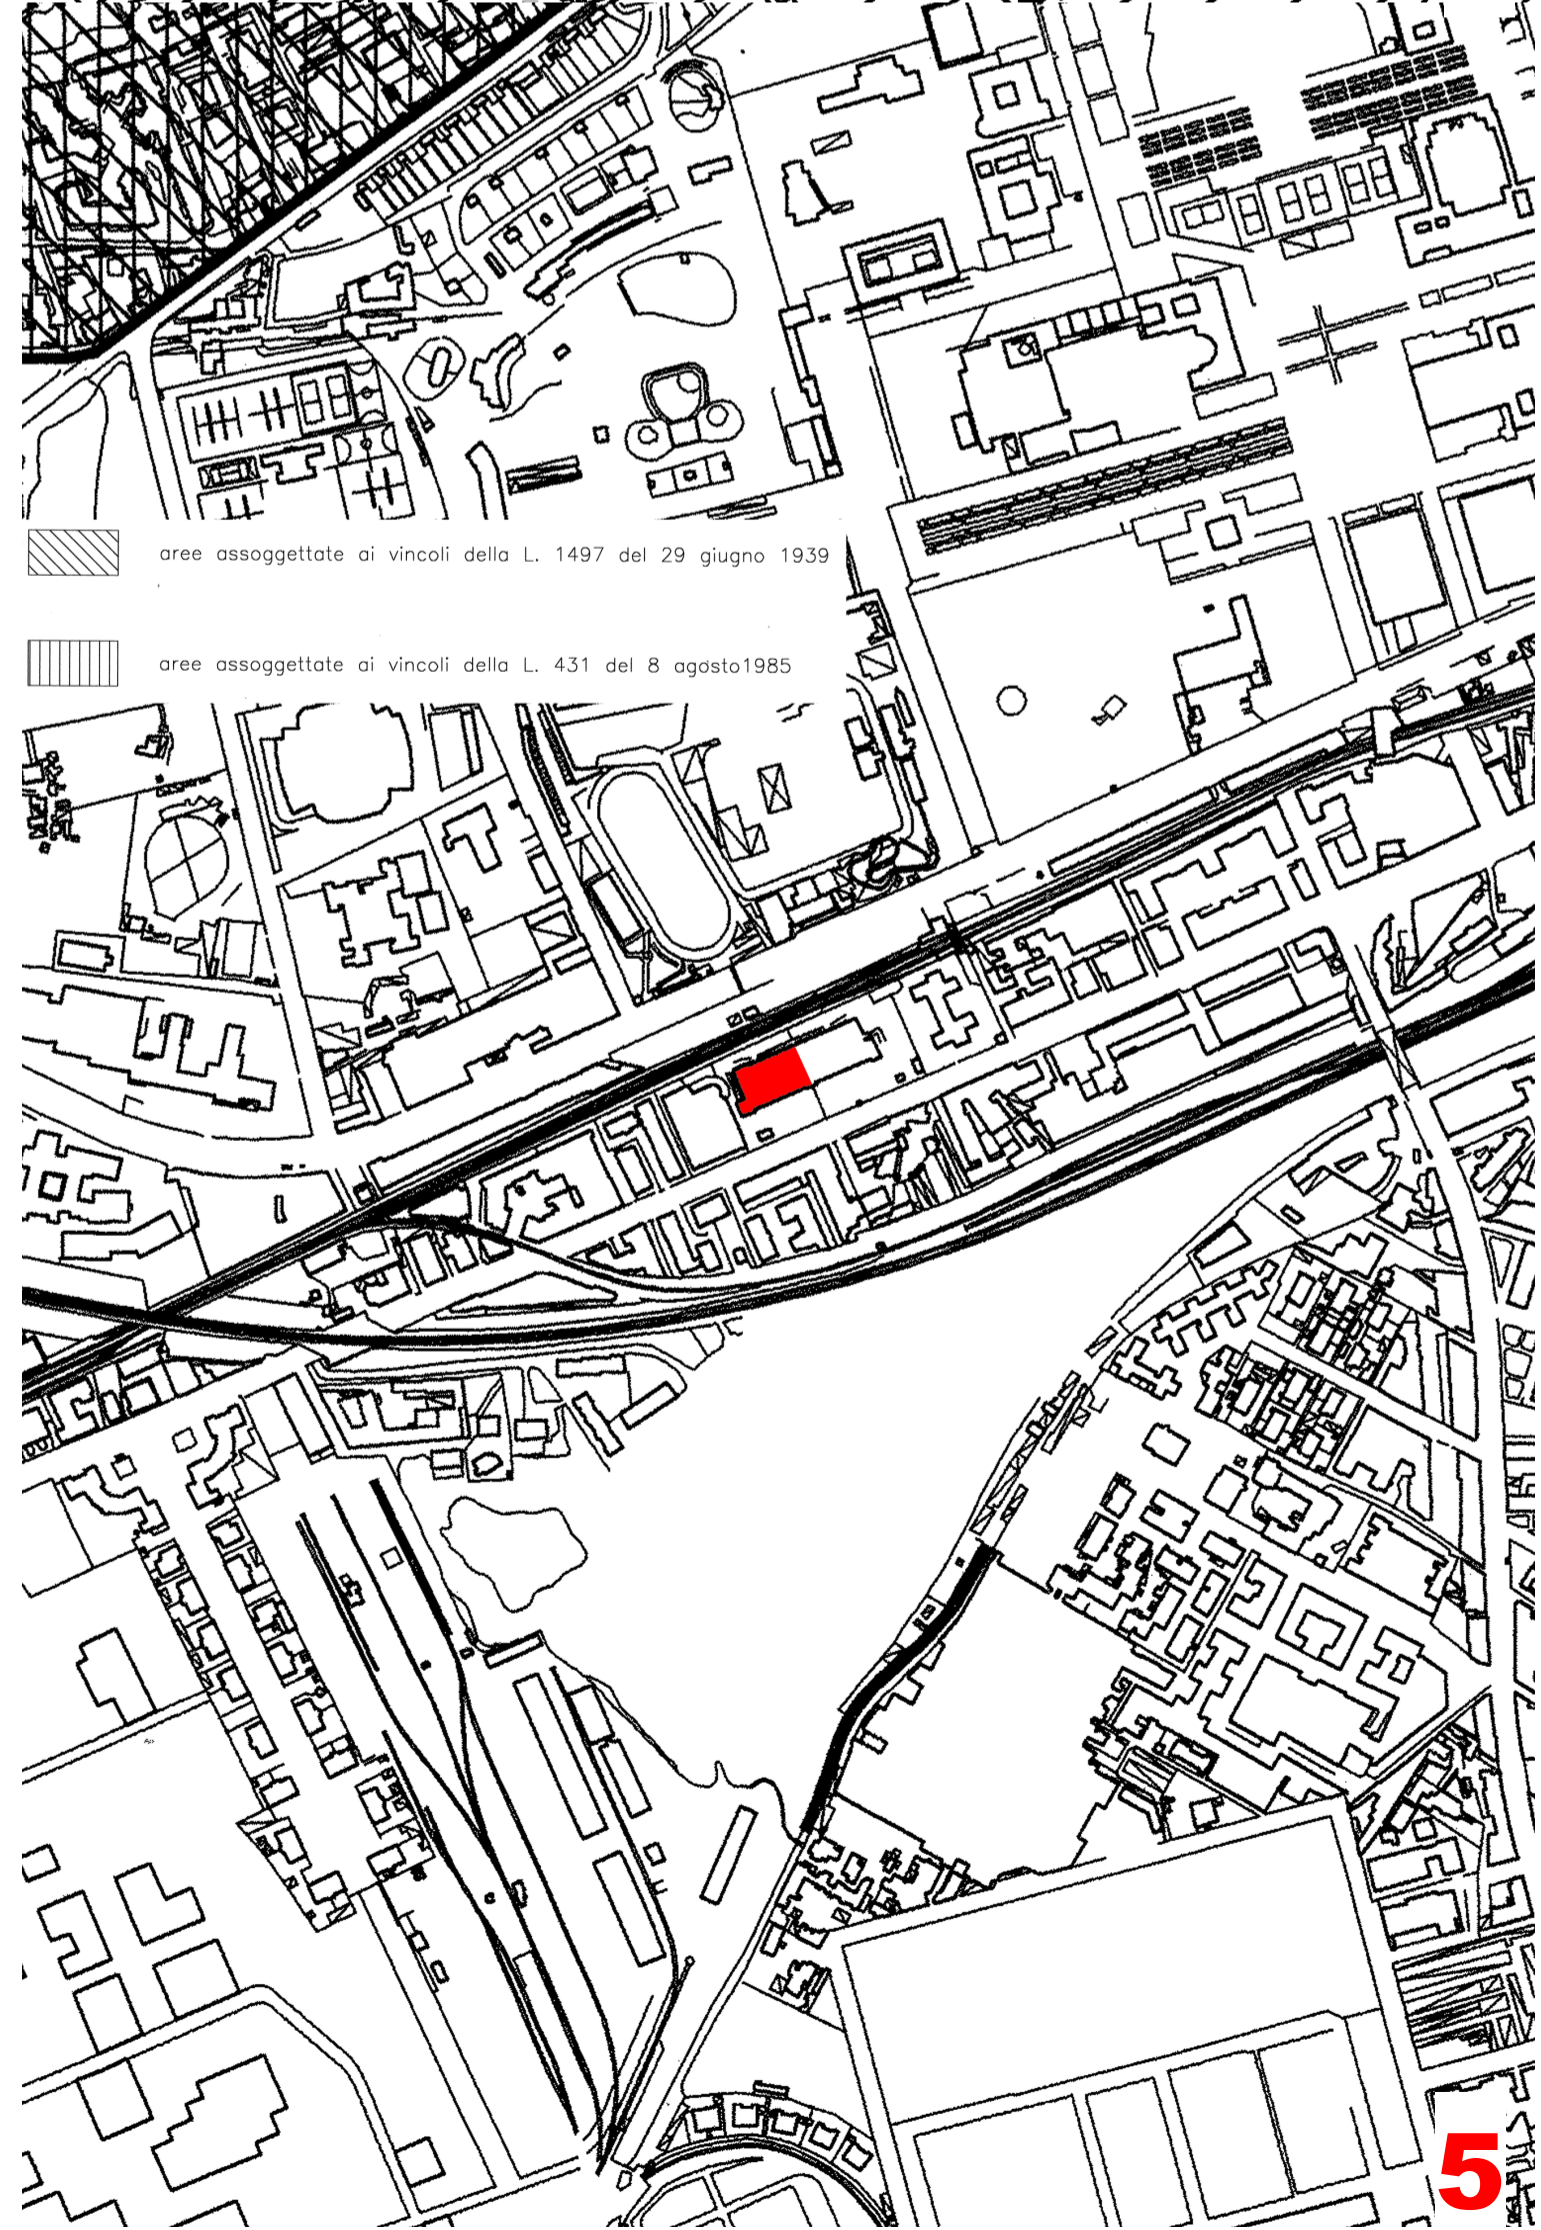 aree assoggettate ai vincoli della L. 1497 del 29 giugno 1939
aree assoggettate ai vincoli della L. 431 del 8 agosto1985
5